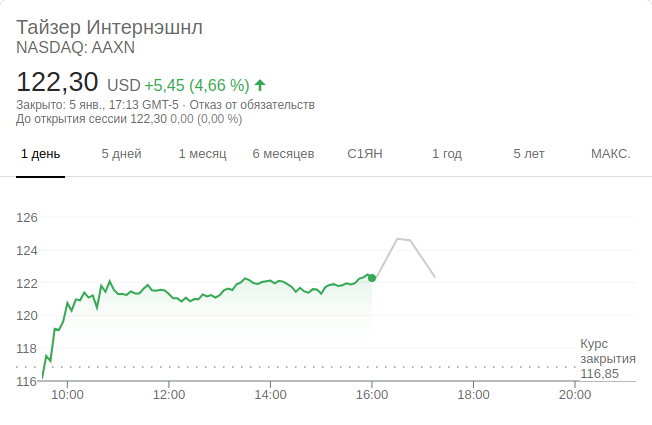 Тайзер Интернэшнл
NASDAQ: AAXN
122,30 USD +5,45 (4,66 %)
Закрыто: 5 янв., 17:13 GMT-5 · Отказ от обязательств
До открытия сессии 122,30 0,00 (0,00 %)
1 день 5 дней 1 месяц 6 месяцев С1ЯН 1 год 5 лет МАКС.
126
124
122
120
118
116
Курс
закрытия
116,85
10:00 12:00 14:00 16:00 18:00 20:00